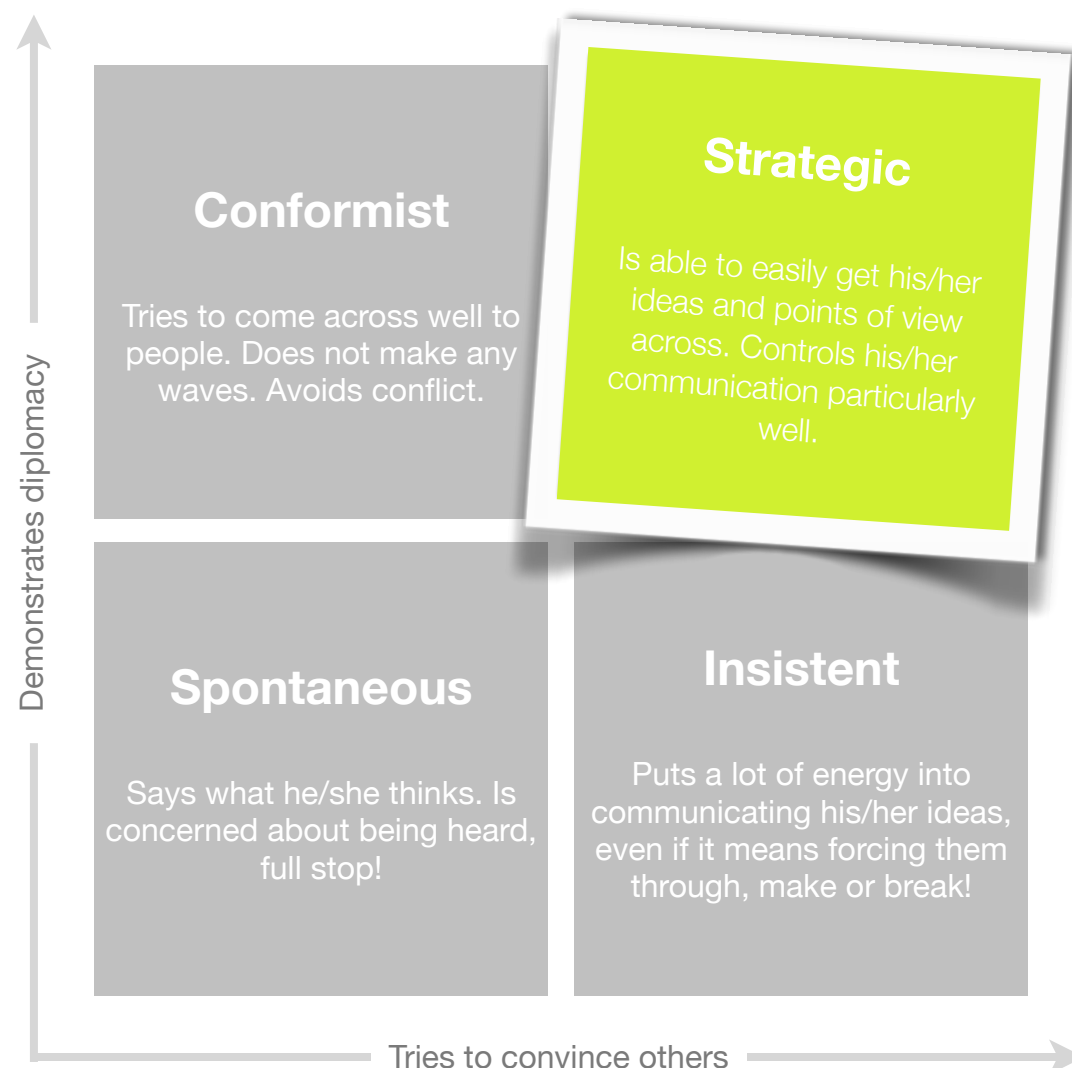 Demonstrates diplomacy
Conformist
Tries to come across well to
people. Does not make any
waves. Avoids conflict.
Strategic
Is able to easily get his/her
ideas and points of view
across. Controls his/her
communication particularly
well.
Spontaneous
Says what he/she thinks. Is
concerned about being heard,
full stop!
Insistent
Puts a lot of energy into
communicating his/her ideas,
even if it means forcing them
through, make or break!
Tries to convince others